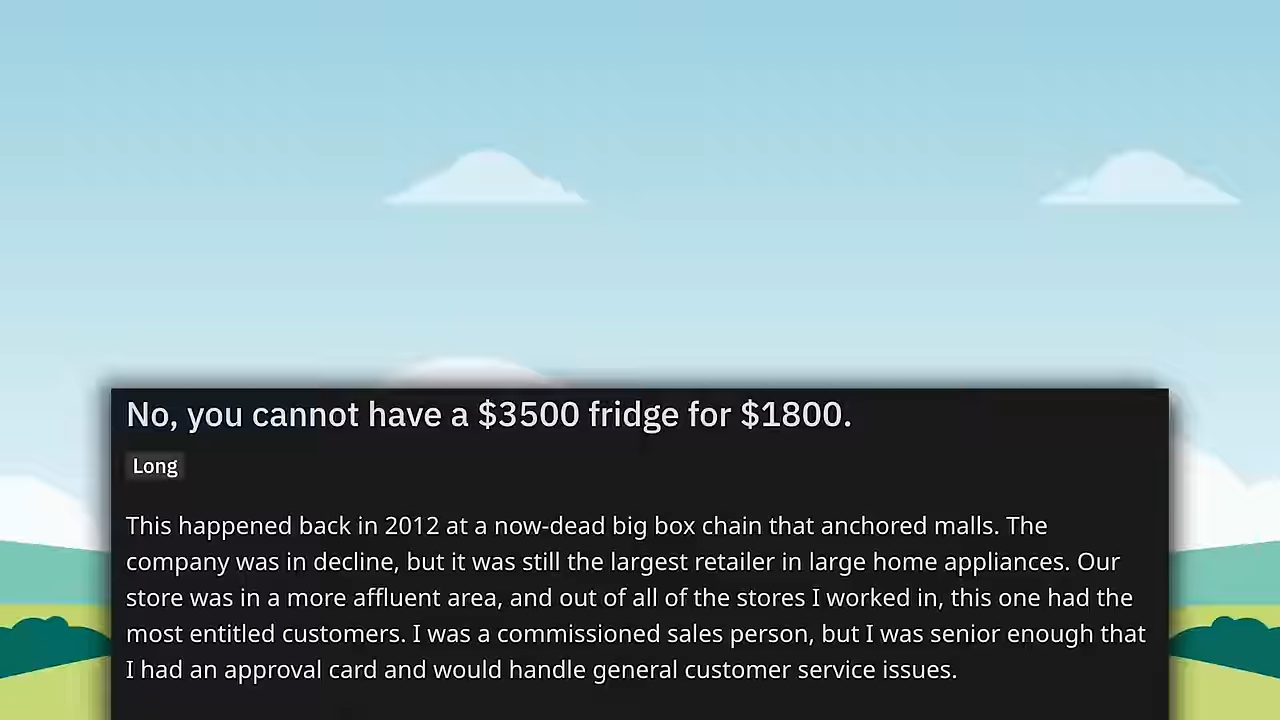 No, you cannot have a $3500 fridge for $1800.
Long
This happened back in 2012 at a now-dead big box chain that anchored malls. The
company was in decline, but it was still the largest retailer in large home appliances. Our
store was in a more affluent area, and out of all of the stores I worked in, this one had the
most entitled customers. I was a commissioned sales person, but I was senior enough that
I had an approval card and would handle general customer service issues.